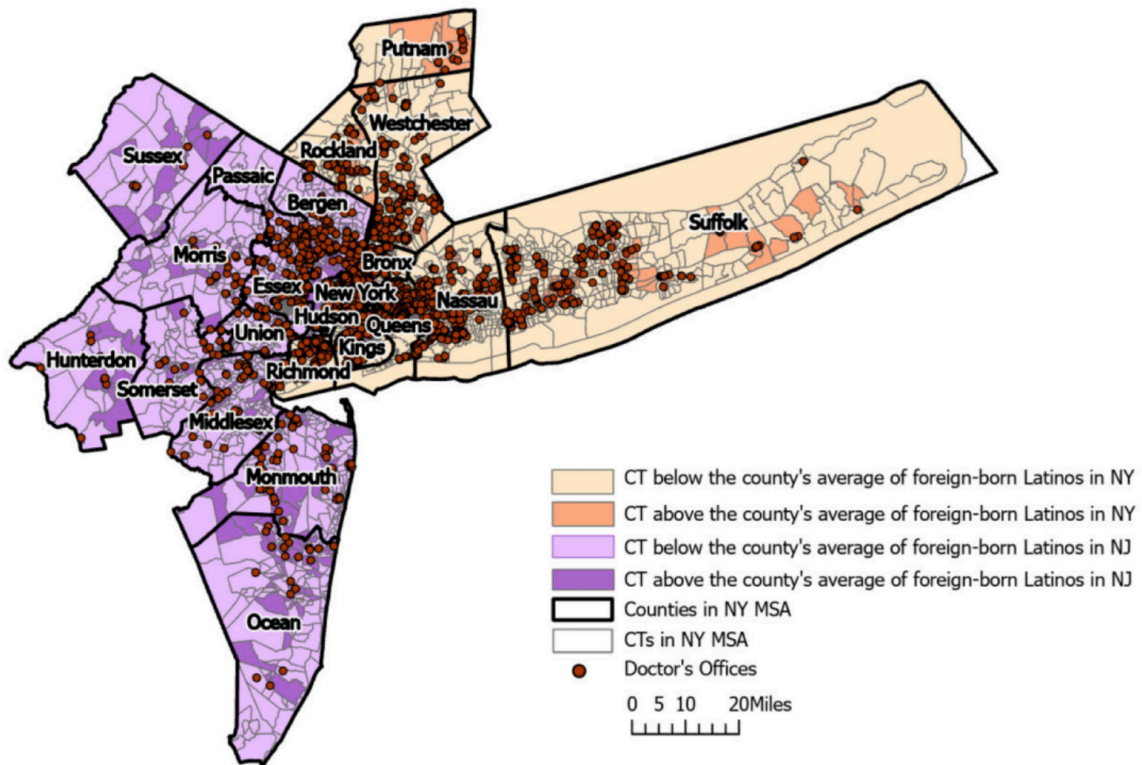 Putnam
Westchester
Rockland
Sussex
Passaic
Bergen
Suffolk
Morris
Bronx
Essex
New York
Nassau
Hudson
Queens
Union
Kings
Hunterdon
Richmond
Somerset
Middlesex
Monmouth
Ocean
CT below the county's average of foreign-born Latinos in NY
CT above the county's average of foreign-born Latinos in NY
CT below the county's average of foreign-born Latinos in NJ
CT above the county's average of foreign-born Latinos in NJ
Counties in NY MSA
CTs in NY MSA
Doctor's Offices
0 5 10 20Miles